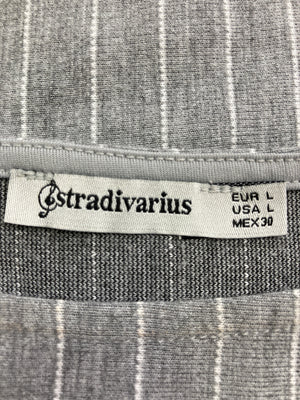 stradivarius
EUR L
USA L
MEX 30